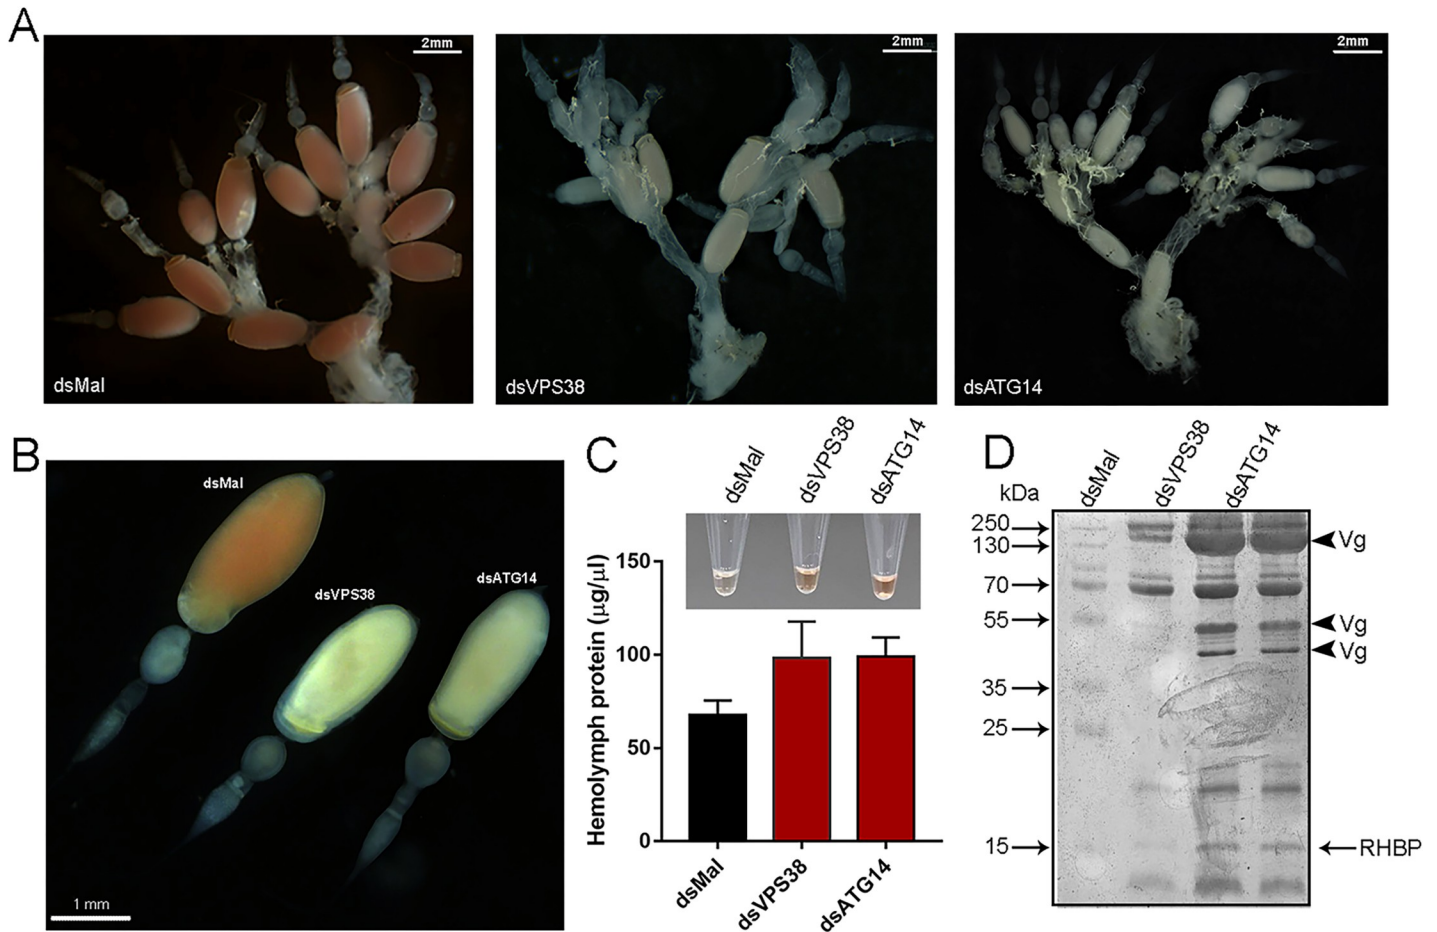 A
2mm
2mm
2mm
dsMal
dsVPS38
dsATG14
B
dsMal
dsVPS38
dsATG14
1 mm
C
dsMal
dsVPS38
dsATG14
Hemolymph protein (µg/µl)
150
100
50
0
dsMal
dsVPS38
dsATG14
D
kDa
dsMal
dsVPS38
dsATG14
250
130
70
55
35
25
15
Vg
Vg
Vg
RHBP